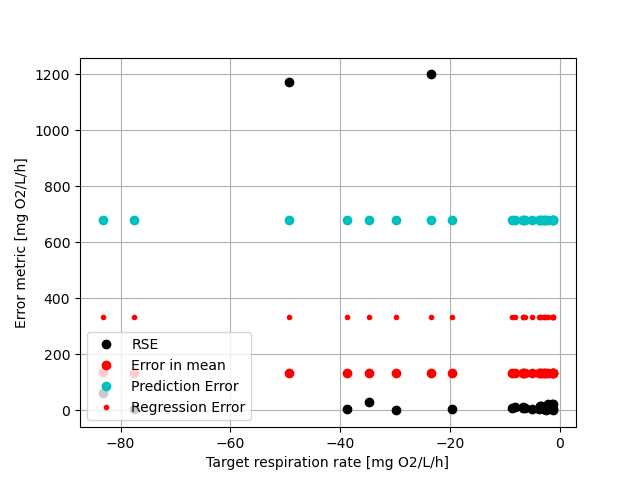 1200
1000
800
600
400
200
0
Error metric [mg O2/L/h]
RSE
Error in mean
Prediction Error
Regression Error
−80 −60 −40 −20 0
Target respiration rate [mg O2/L/h]